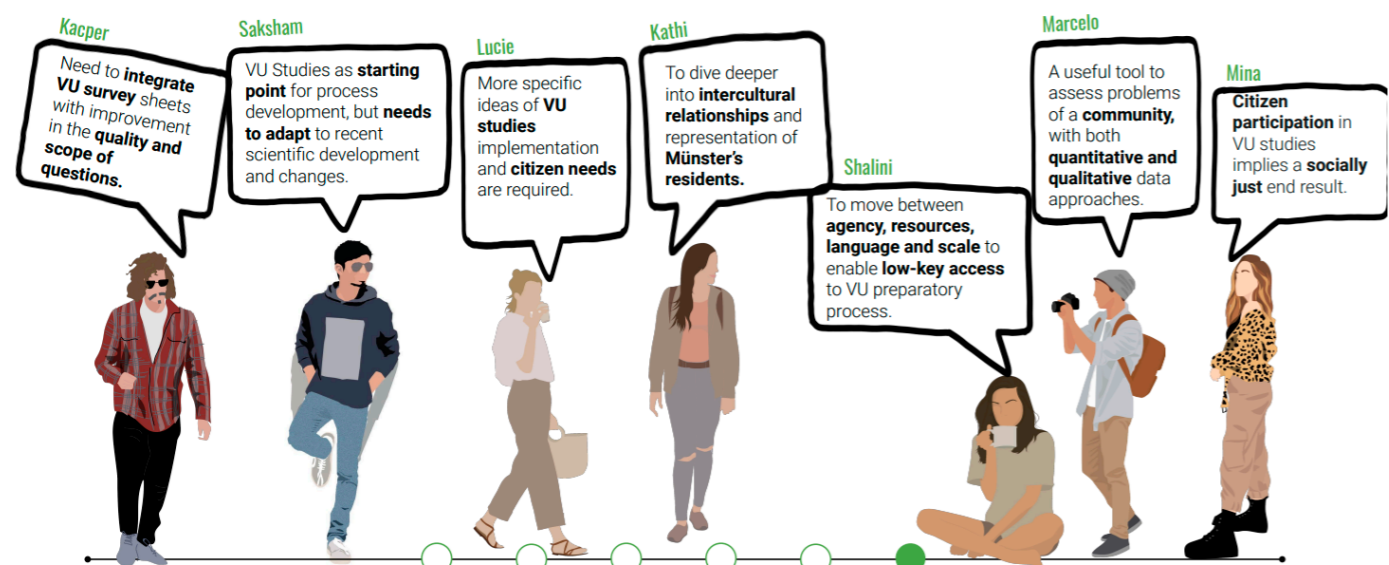 Kacper
Need to integrate
VU survey sheets
with improvement
in the quality and
scope of
questions.
Saksham
VU Studies as starting
point for process
development, but needs
to adapt to recent
scientific development
and changes.
Lucie
More specific
ideas of VU
studies
implementation
and citizen needs
are required.
Kathi
To dive deeper
into intercultural
relationships and
representation of
Münster's
residents.
Shalini
To move between
agency, resources,
language and scale to
enable low-key access
to VU preparatory
process.
Marcelo
A useful tool to
assess problems
of a community,
with both
quantitative and
qualitative data
approaches.
Mina
Citizen
participation in
VU studies
implies a socially
just end result.